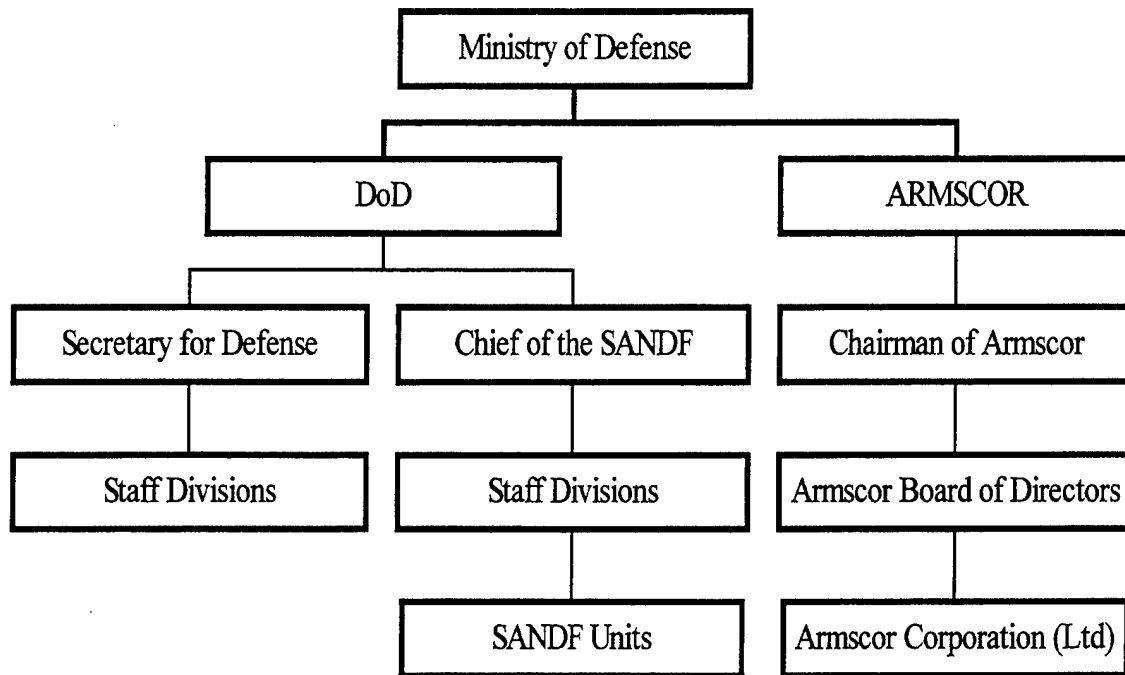 Ministry of Defense
DoD
ARMSCOR
Secretary for Defense
Chief of the SANDF
Chairman of Armscor
Staff Divisions
Staff Divisions
Armscor Board of Directors
SANDF Units
Armscor Corporation (Ltd)